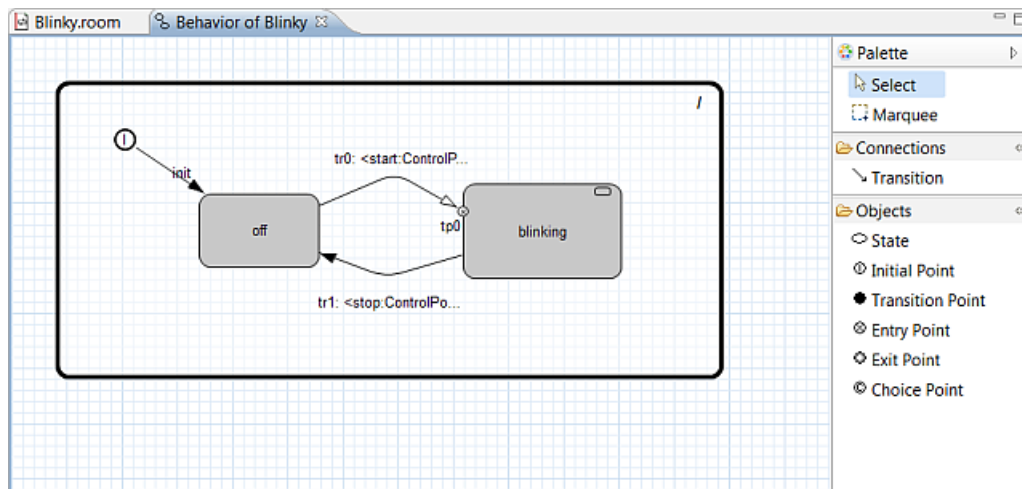 Blinky.room
Behavior of Blinky
Palette
Select
Marquee
Connections
Transition
Objects
State
Initial Point
Transition Point
Entry Point
Exit Point
Choice Point
/
I
init
tr0: <start:ControlP...
off
tp0
blinking
tr1: <stop:ControlPo...